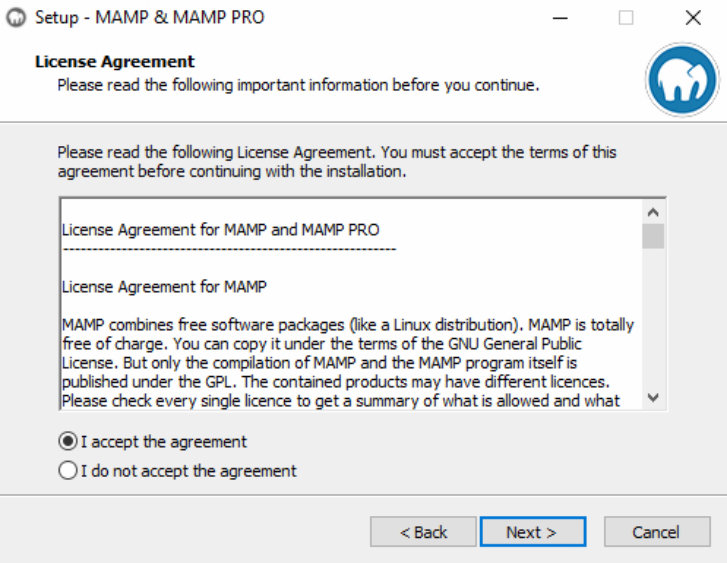 Setup - MAMP & MAMP PRO
License Agreement
Please read the following important information before you continue.
Please read the following License Agreement. You must accept the terms of this
agreement before continuing with the installation.
License Agreement for MAMP and MAMP PRO
---------------------------------------------------------
License Agreement for MAMP
MAMP combines free software packages (like a Linux distribution). MAMP is totally
free of charge. You can copy it under the terms of the GNU General Public
License. But only the compilation of MAMP and the MAMP program itself is
published under the GPL. The contained products may have different licences.
Please check every single licence to get a summary of what is allowed and what
I accept the agreement
I do not accept the agreement
< Back Next > Cancel